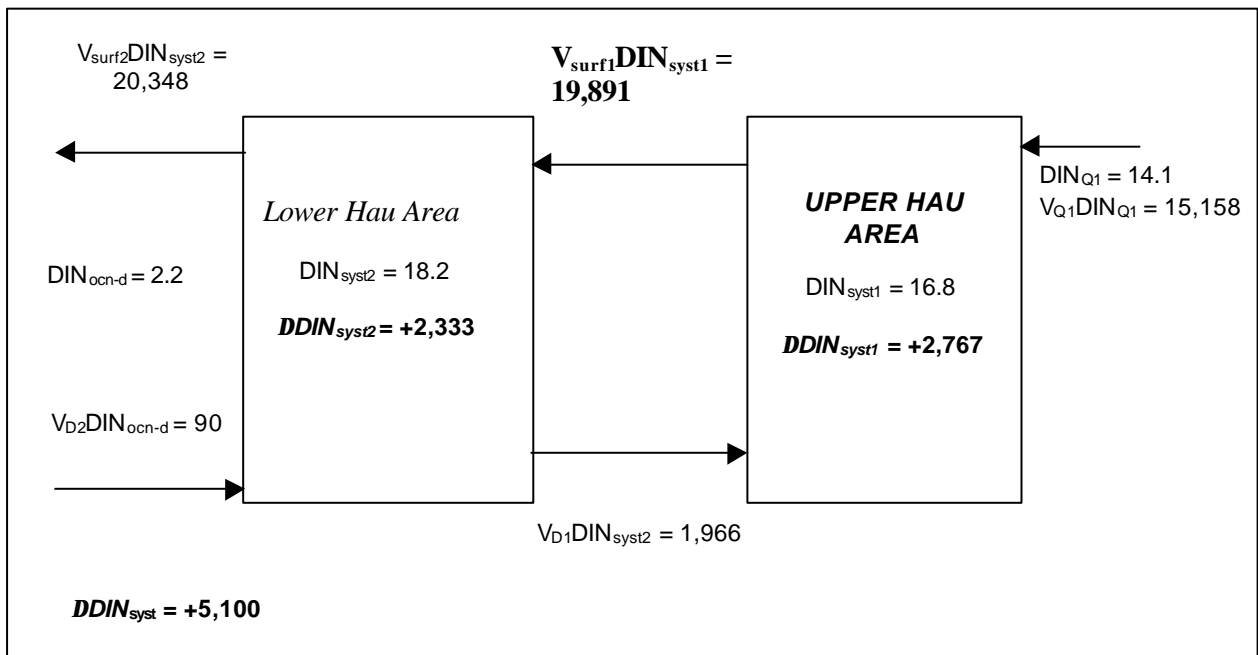 V_surf2DIN_syst2 =
20,348
V_surf1DIN_syst1 =
19,891
DIN_Q1 = 14.1
V_Q1DIN_Q1 = 15,158
Lower Hau Area
DIN_syst2 = 18.2
DDIN_syst2 = +2,333
UPPER HAU
AREA
DIN_syst1 = 16.8
DDIN_syst1 = +2,767
DIN_ocn-d = 2.2
V_D2DIN_ocn-d = 90
V_D1DIN_syst2 = 1,966
DDIN_syst = +5,100